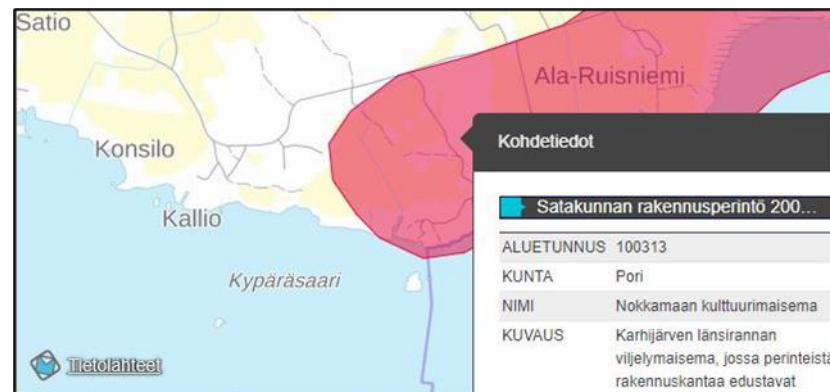 Satio
Ala-Ruisniemi
Konsilo
Kallio
Kypäräsaari
Tietolähteet
Kohdetiedot
Satakunnan rakennusperintö 200...
ALUETUNNUS 100313
KUNTA Pori
NIMI Nokkamaan kulttuurimaisema
KUVAUS Karhijärven länsirannan
viljelymaisema, jossa perinteistä
rakennuskantaa edustavat